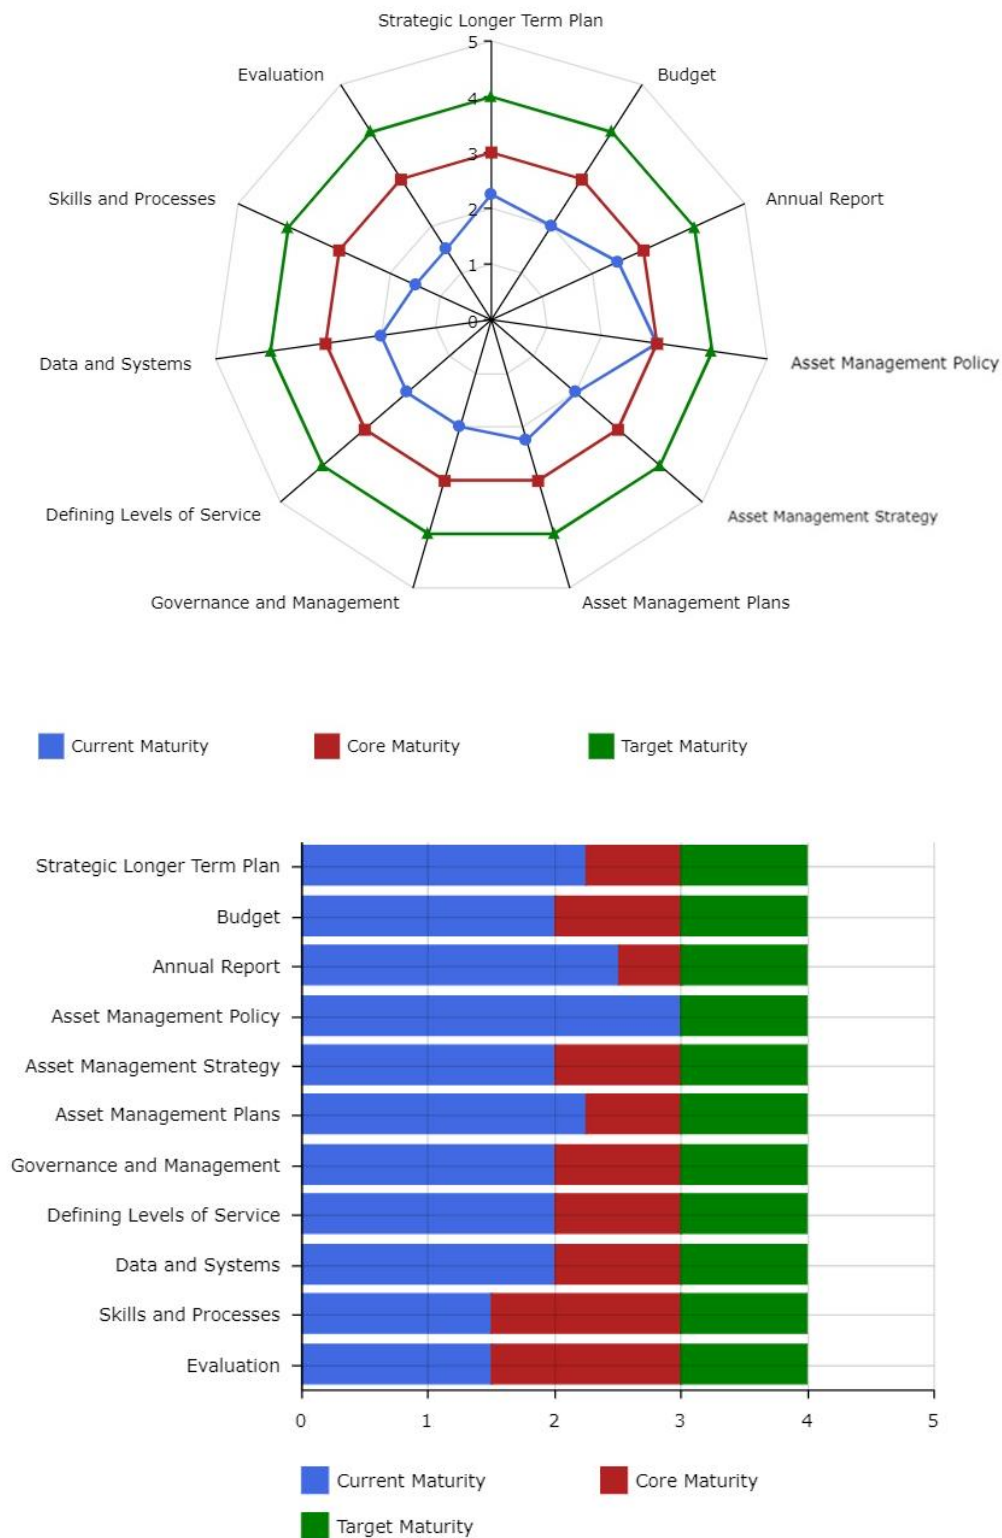 Strategic Longer Term Plan
5
Evaluation
Budget
4
3
Skills and Processes
Annual Report
2
1
0
Data and Systems
Asset Management Policy
Defining Levels of Service
Asset Management Strategy
Governance and Management
Asset Management Plans
Current Maturity
Core Maturity
Target Maturity
Strategic Longer Term Plan
Budget
Annual Report
Asset Management Policy
Asset Management Strategy
Asset Management Plans
Governance and Management
Defining Levels of Service
Data and Systems
Skills and Processes
Evaluation
0 1 2 3 4 5
Current Maturity
Core Maturity
Target Maturity